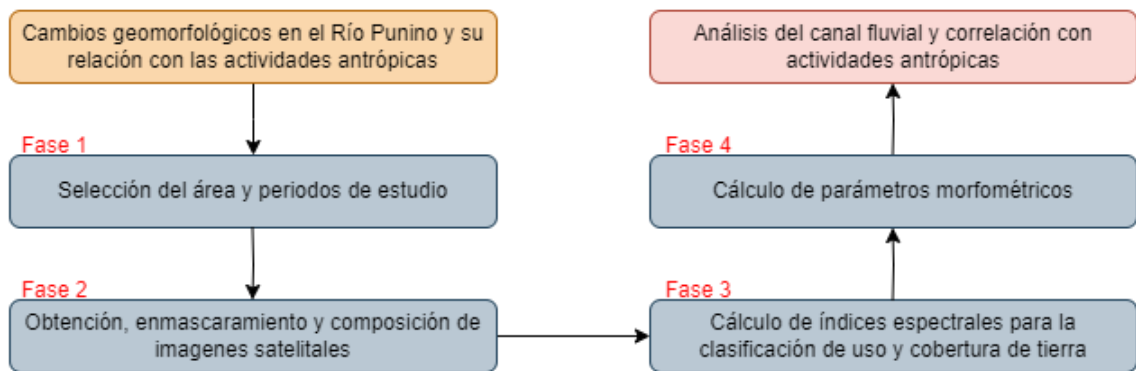 Cambios geomorfológicos en el Río Punino y su
relación con las actividades antrópicas
Fase 1
Selección del área y periodos de estudio
Fase 2
Obtención, enmascaramiento y composición de
imagenes satelitales
Fase 3
Cálculo de índices espectrales para la
clasificación de uso y cobertura de tierra
Fase 4
Cálculo de parámetros morfométricos
Análisis del canal fluvial y correlación con
actividades antrópicas